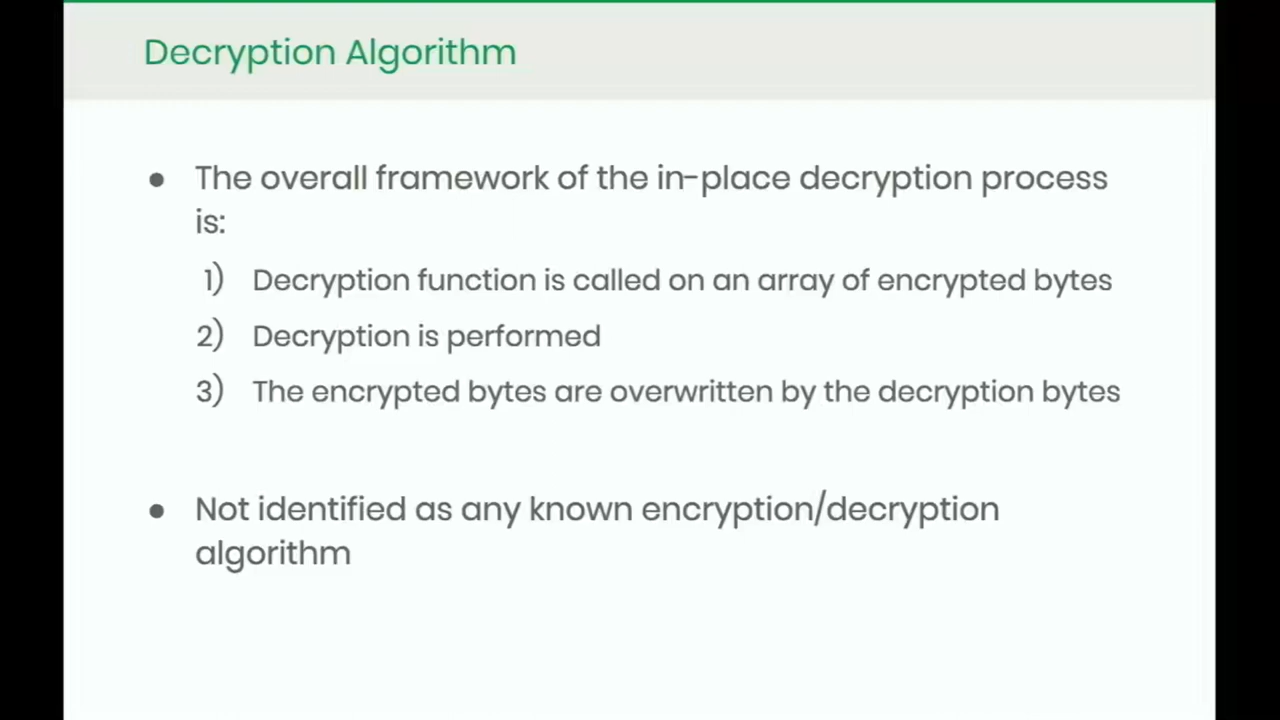 Decryption Algorithm
● The overall framework of the in-place decryption process
is:
1) Decryption function is called on an array of encrypted bytes
2) Decryption is performed
3) The encrypted bytes are overwritten by the decryption bytes
● Not identified as any known encryption/decryption
algorithm